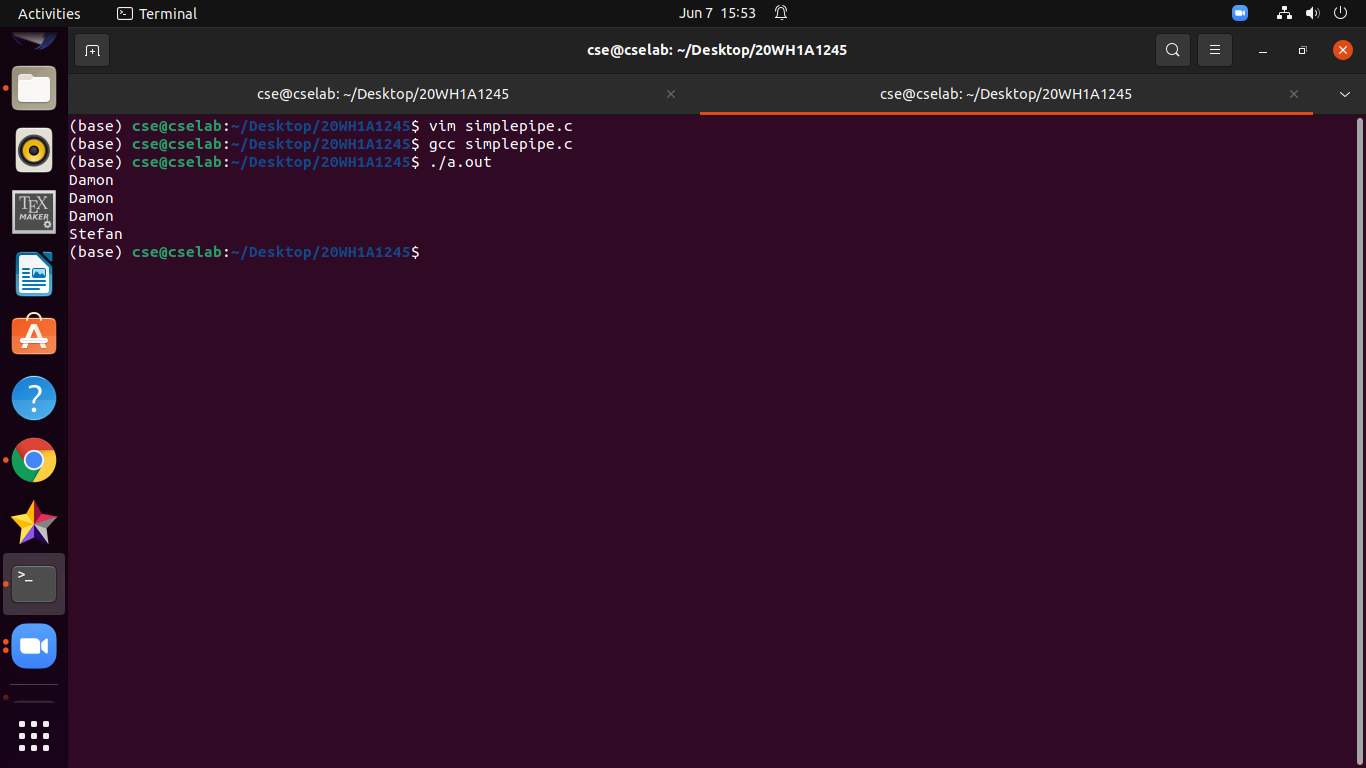 Activities Terminal Jun 7 15:53
cse@cselab: ~/Desktop/20WH1A1245
cse@cselab: ~/Desktop/20WH1A1245 cse@cselab: ~/Desktop/20WH1A1245
(base) cse@cselab:~/Desktop/20WH1A1245$ vim simplepipe.c
(base) cse@cselab:~/Desktop/20WH1A1245$ gcc simplepipe.c
(base) cse@cselab:~/Desktop/20WH1A1245$ ./a.out
Damon
Damon
Damon
Stefan
(base) cse@cselab:~/Desktop/20WH1A1245$
TEX
MAKER
?
>_